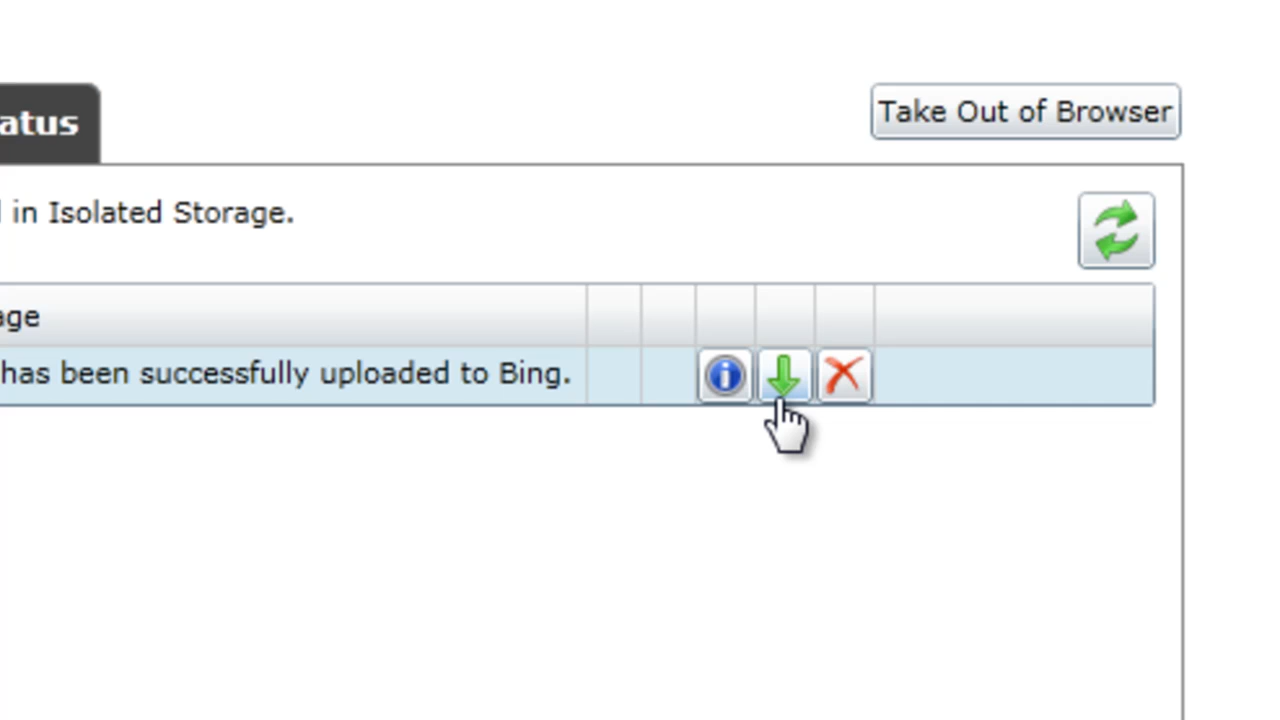 atus
Take Out of Browser
in Isolated Storage.
age
has been successfully uploaded to Bing.